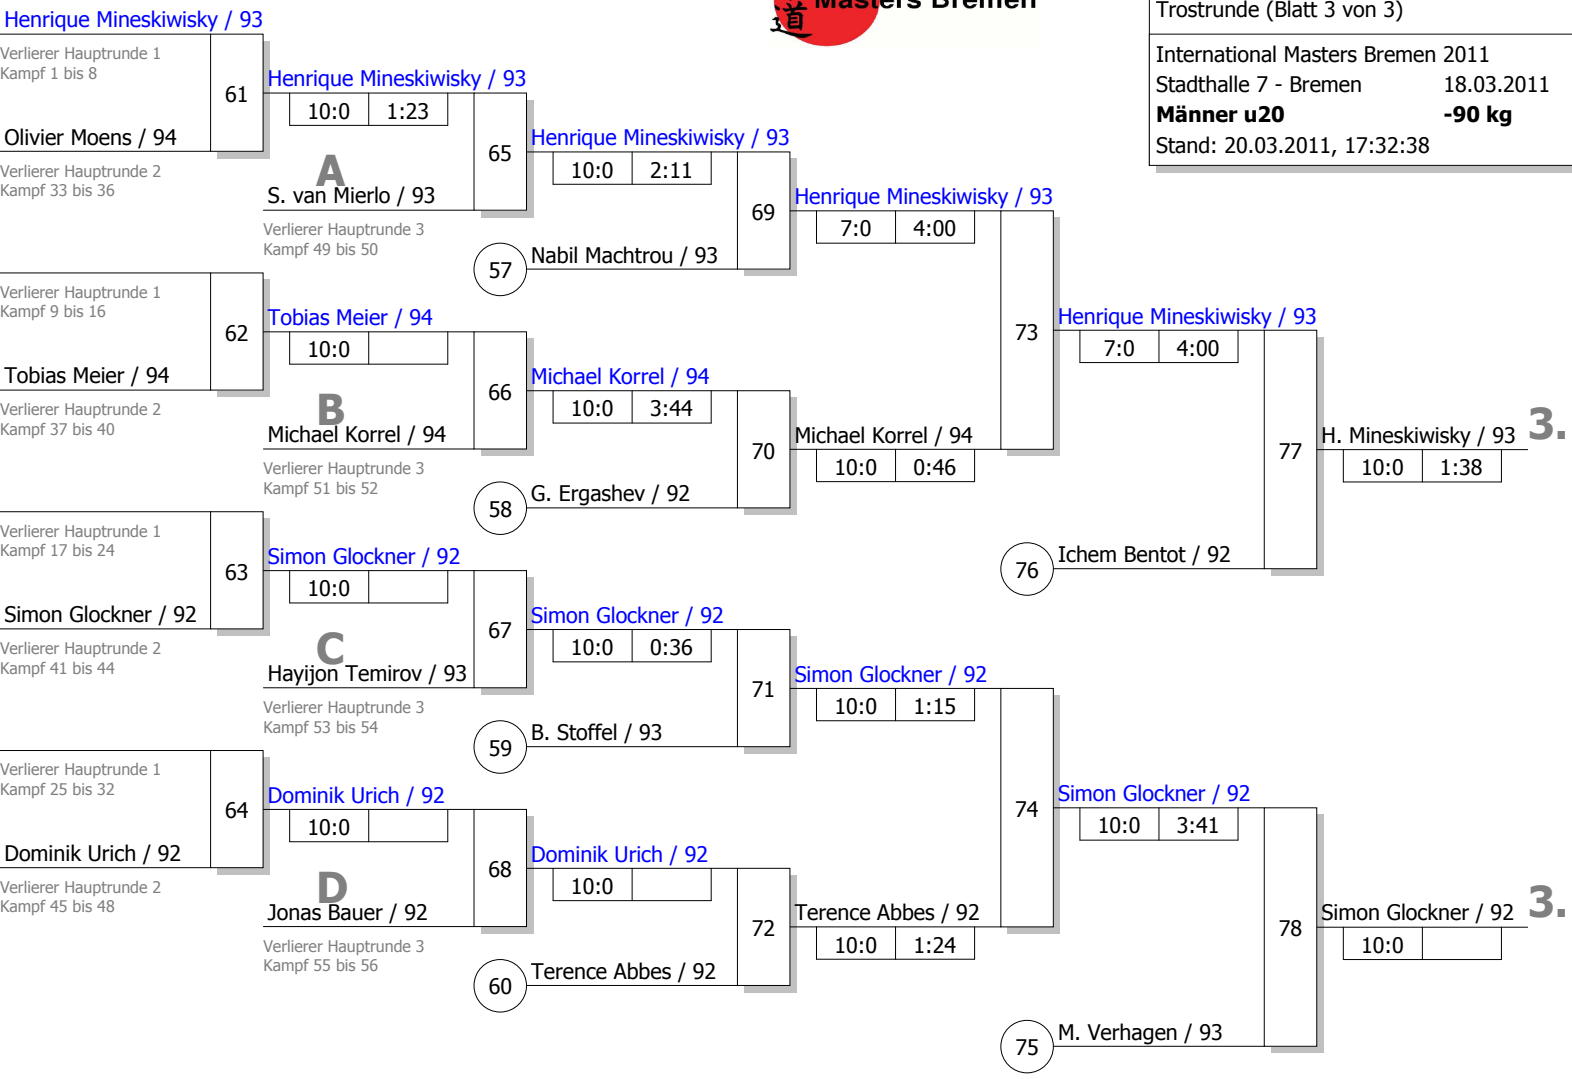 Masters Bremen
道
Trostrunde (Blatt 3 von 3)
International Masters Bremen 2011
Stadthalle 7 - Bremen 18.03.2011
Männer u20 -90 kg
Stand: 20.03.2011, 17:32:38
Henrique Mineskiwisky / 93
Verlierer Hauptrunde 1
Kampf 1 bis 8
61
Olivier Moens / 94
Verlierer Hauptrunde 2
Kampf 33 bis 36
Verlierer Hauptrunde 1
Kampf 9 bis 16
62
Tobias Meier / 94
Verlierer Hauptrunde 2
Kampf 37 bis 40
Verlierer Hauptrunde 1
Kampf 17 bis 24
63
Simon Glockner / 92
Verlierer Hauptrunde 2
Kampf 41 bis 44
Verlierer Hauptrunde 1
Kampf 25 bis 32
64
Dominik Urich / 92
Verlierer Hauptrunde 2
Kampf 45 bis 48
Henrique Mineskiwisky / 93
10:0 1:23
A
65
S. van Mierlo / 93
Verlierer Hauptrunde 3
Kampf 49 bis 50
Tobias Meier / 94
10:0
B
66
Michael Korrel / 94
Verlierer Hauptrunde 3
Kampf 51 bis 52
Simon Glockner / 92
10:0
C
67
Hayijon Temirov / 93
Verlierer Hauptrunde 3
Kampf 53 bis 54
Dominik Urich / 92
10:0
D
68
Jonas Bauer / 92
Verlierer Hauptrunde 3
Kampf 55 bis 56
Henrique Mineskiwisky / 93
10:0 2:11
69
57 Nabil Machtrou / 93
Michael Korrel / 94
10:0 3:44
70
58 G. Ergashev / 92
Simon Glockner / 92
10:0 0:36
71
59 B. Stoffel / 93
Dominik Urich / 92
10:0
72
60 Terence Abbes / 92
Henrique Mineskiwisky / 93
7:0 4:00
73
Michael Korrel / 94
10:0 0:46
Simon Glockner / 92
10:0 1:15
74
Terence Abbes / 92
10:0 1:24
Henrique Mineskiwisky / 93
7:0 4:00
77
76 Ichem Bentot / 92
Simon Glockner / 92
10:0 3:41
78
75 M. Verhagen / 93
H. Mineskiwisky / 93 3.
10:0 1:38
Simon Glockner / 92 3.
10:0